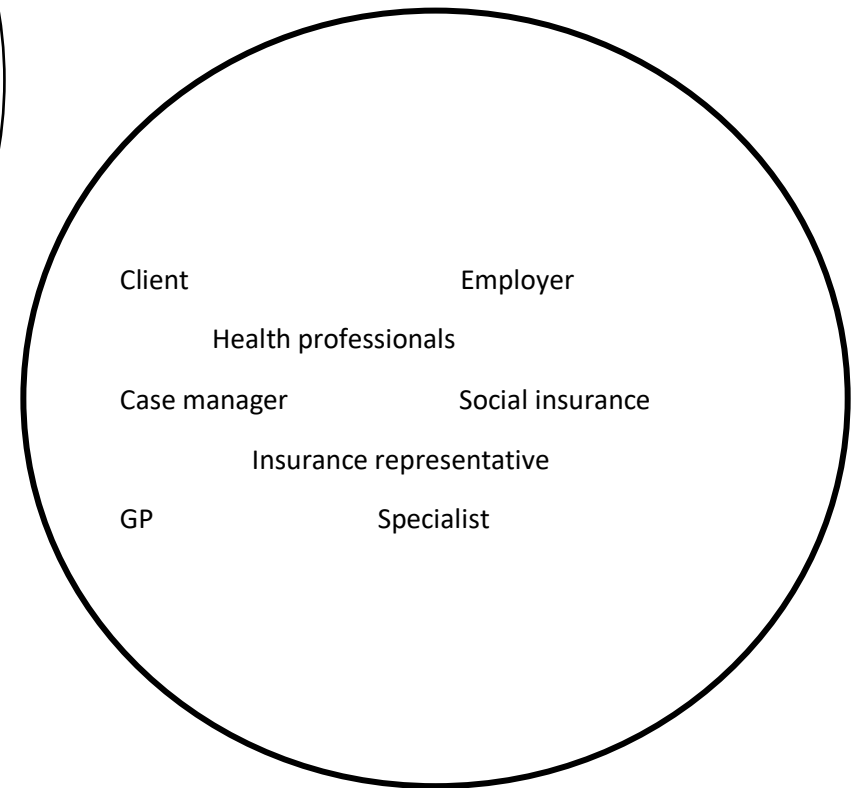 Client Employer
Health professionals
Case manager Social insurance
Insurance representative
GP Specialist